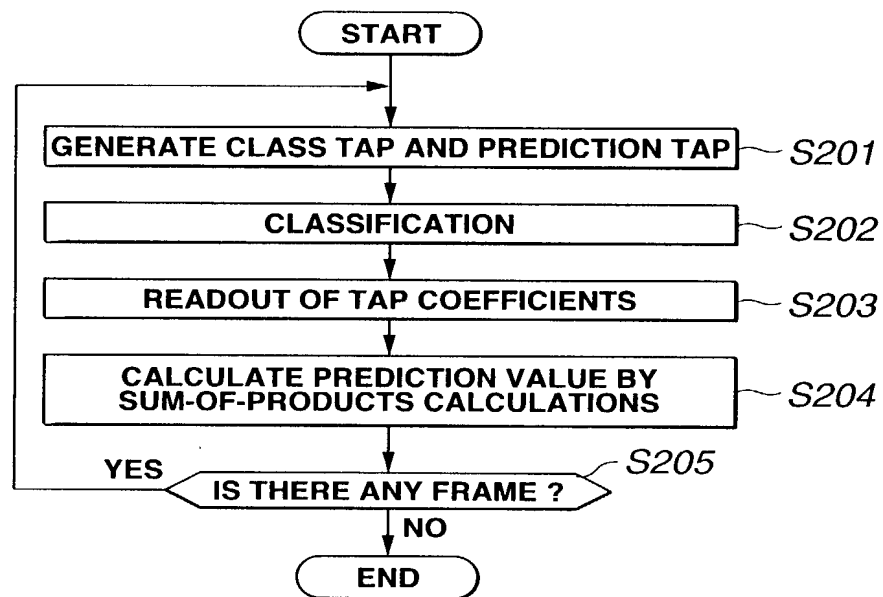 START
GENERATE CLASS TAP AND PREDICTION TAP
S201
CLASSIFICATION
S202
READOUT OF TAP COEFFICIENTS
S203
CALCULATE PREDICTION VALUE BY
SUM-OF-PRODUCTS CALCULATIONS
S204
YES
IS THERE ANY FRAME ?
S205
NO
END